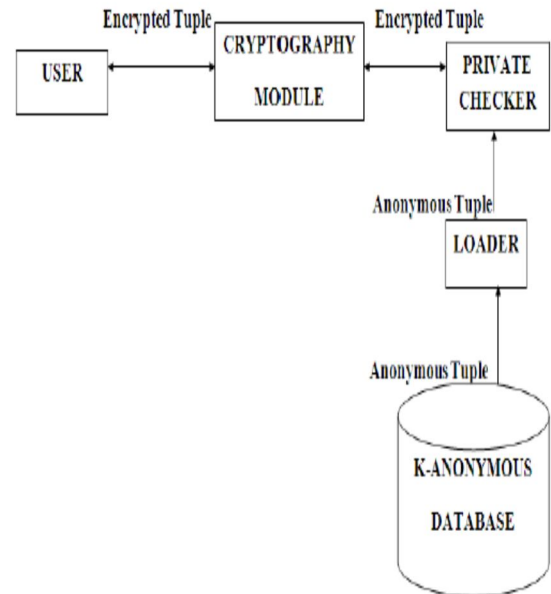 Encrypted Tuple
Encrypted Tuple
USER
CRYPTOGRAPHY
MODULE
PRIVATE
CHECKER
Anonymous Tuple
LOADER
Anonymous Tuple
K-ANONYMOUS
DATABASE